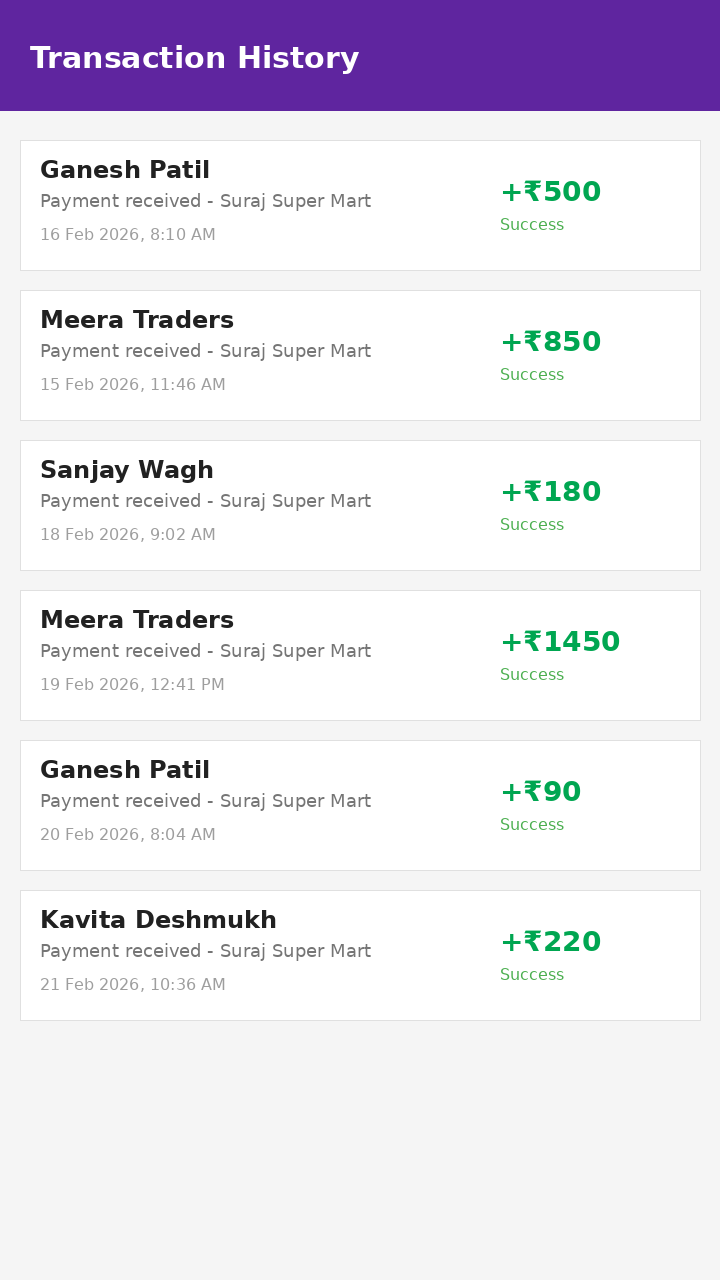 Transaction History
Ganesh Patil
Payment received - Suraj Super Mart
16 Feb 2026, 8:10 AM
+₹500
Success
Meera Traders
Payment received - Suraj Super Mart
15 Feb 2026, 11:46 AM
+₹850
Success
Sanjay Wagh
Payment received - Suraj Super Mart
18 Feb 2026, 9:02 AM
+₹180
Success
Meera Traders
Payment received - Suraj Super Mart
19 Feb 2026, 12:41 PM
+₹1450
Success
Ganesh Patil
Payment received - Suraj Super Mart
20 Feb 2026, 8:04 AM
+₹90
Success
Kavita Deshmukh
Payment received - Suraj Super Mart
21 Feb 2026, 10:36 AM
+₹220
Success